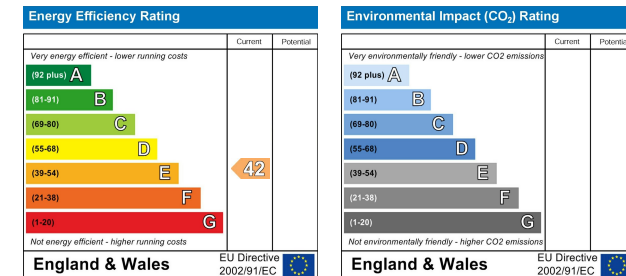 Energy Efficiency Rating
Current Potential
Very energy efficient - lower running costs
(92 plus) A
(81-91) B
(69-80) C
(55-68) D
(39-54) E
42
(21-38) F
(1-20) G
Not energy efficient - higher running costs
England & Wales
EU Directive
2002/91/EC
Environmental Impact (CO₂) Rating
Current
Very environmentally friendly - lower CO2 emissions
(92 plus) A
(81-91) B
(69-80) C
(55-68) D
(39-54) E
(21-38) F
(1-20) G
Not environmentally friendly - higher CO2 emissions
England & Wales
EU Directive
2002/91/EC